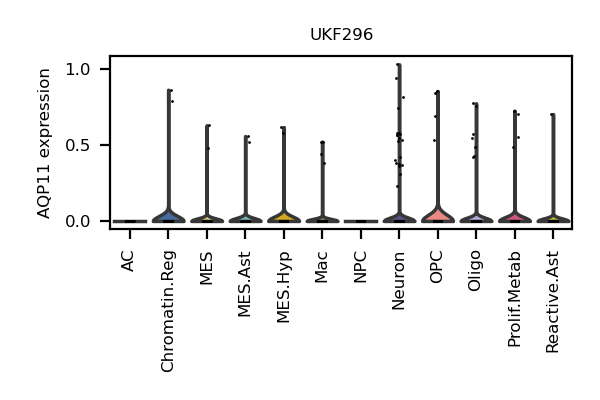 UKF296
AQP11 expression
1.0
0.5
0.0
AC
Chromatin.Reg
MES
MES.Ast
MES.Hyp
Mac
NPC
Neuron
OPC
Oligo
Prolif.Metab
Reactive.Ast